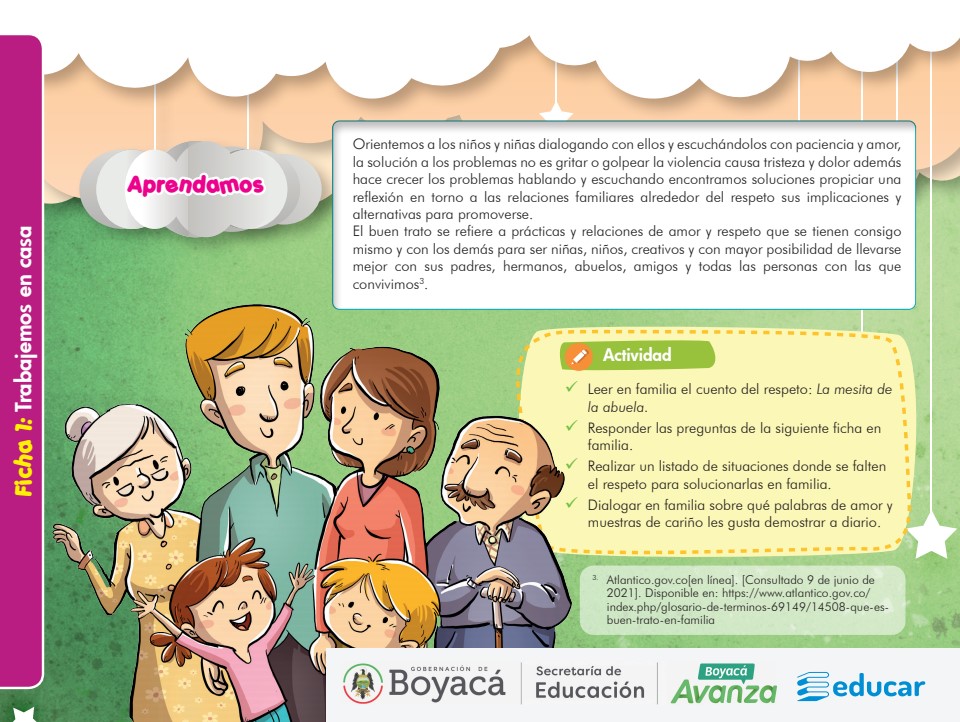 Ficha 1: Trabajemos en casa
Aprendamos
Orientemos a los niños y niñas dialogando con ellos y escuchándolos con paciencia y amor,
la solución a los problemas no es gritar o golpear la violencia causa tristeza y dolor además
hace crecer los problemas hablando y escuchando encontramos soluciones propiciar una
reflexión en torno a las relaciones familiares alrededor del respeto sus implicaciones y
alternativas para promoverse.
El buen trato se refiere a prácticas y relaciones de amor y respeto que se tienen consigo
mismo y con los demás para ser niñas, niños, creativos y con mayor posibilidad de llevarse
mejor con sus padres, hermanos, abuelos, amigos y todas las personas con las que
convivimos³.
Actividad
✓ Leer en familia el cuento del respeto: La mesita de
la abuela.
✓ Responder las preguntas de la siguiente ficha en
familia.
✓ Realizar un listado de situaciones donde se falten
el respeto para solucionarlas en familia.
✓ Dialogar en familia sobre qué palabras de amor y
muestras de cariño les gusta demostrar a diario.
3. Atlantico.gov.co[en línea]. [Consultado 9 de junio de
2021]. Disponible en: https://www.atlantico.gov.co/
index.php/glosario-de-terminos-69149/14508-que-es-
buen-trato-en-familia
GOBERNACIÓN DE
Boyacá
Secretaría de
Educación
Boyacá
Avanza
educar